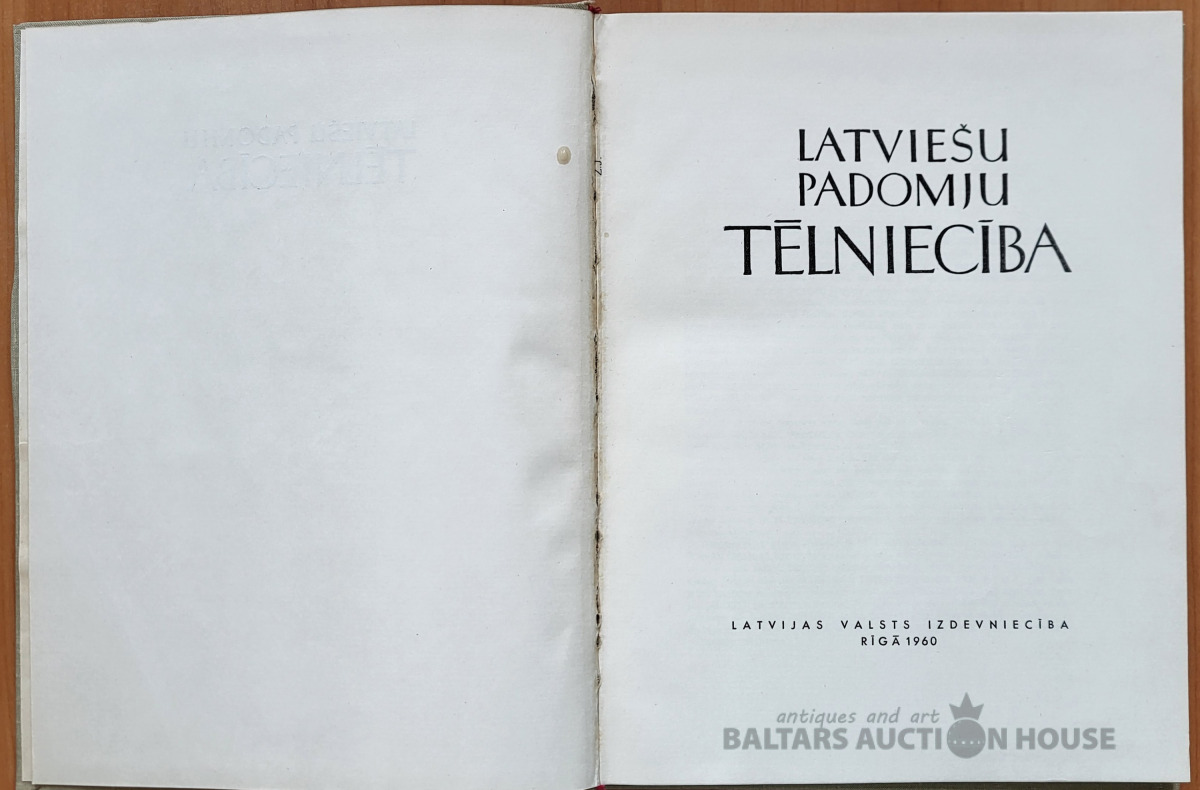 LATVIEŠU
PADOMJU
TĒLNIECĪBA
LATVIJAS VALSTS IZDEVNIECĪBA
RĪGĀ 1960
antiques and art
BALTARS AUCTION HOUSE